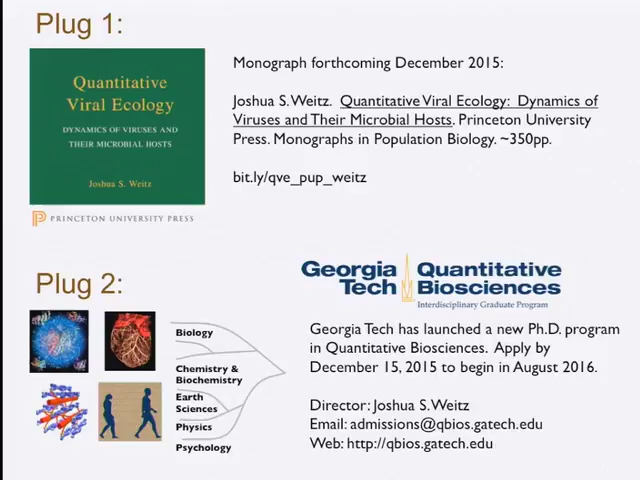 Plug 1:
Quantitative
Viral Ecology
DYNAMICS OF VIRUSES AND
THEIR MICROBIAL HOSTS
Joshua S. Weitz
PRINCETON UNIVERSITY PRESS
Monograph forthcoming December 2015:
Joshua S. Weitz. Quantitative Viral Ecology: Dynamics of
Viruses and Their Microbial Hosts. Princeton University
Press. Monographs in Population Biology. ~350pp.
bit.ly/qve_pup_weitz
Plug 2:
Georgia Tech
Quantitative Biosciences
Interdisciplinary Graduate Program
Biology
Chemistry &
Biochemistry
Earth
Sciences
Physics
Psychology
Georgia Tech has launched a new Ph.D. program
in Quantitative Biosciences. Apply by
December 15, 2015 to begin in August 2016.
Director: Joshua S. Weitz
Email: admissions@qbios.gatech.edu
Web: http://qbios.gatech.edu